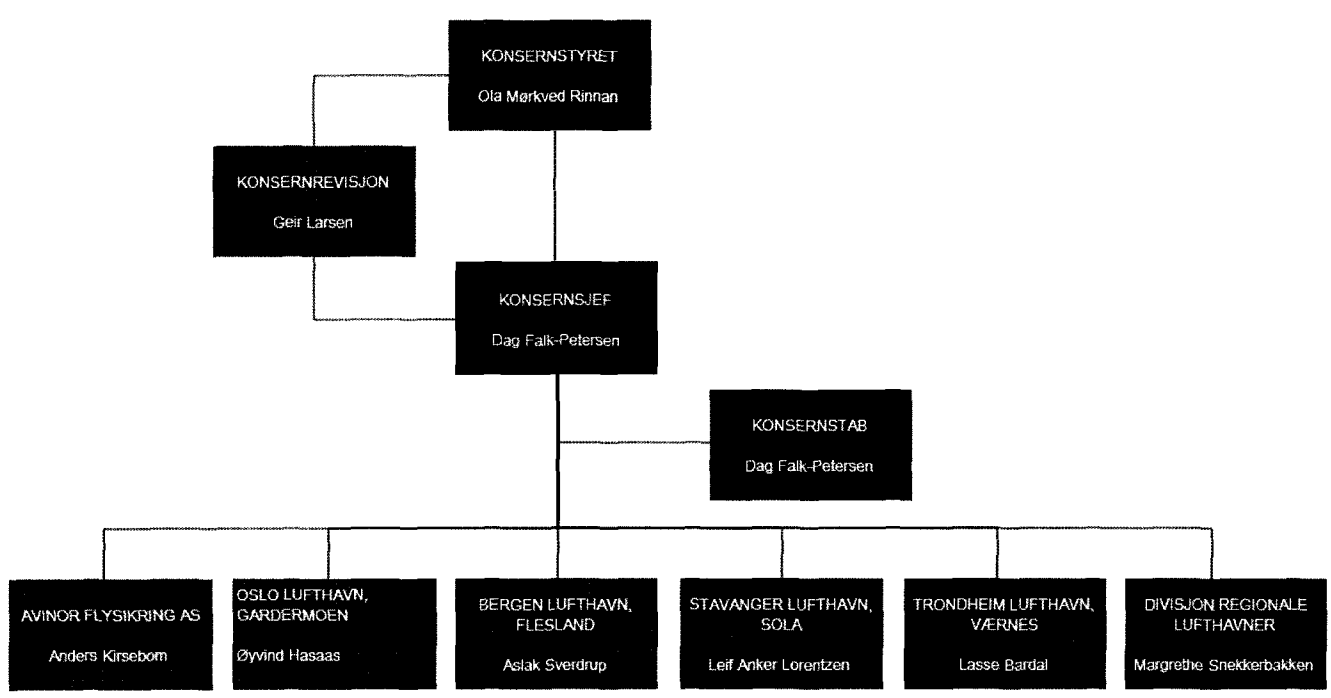 KONSERNSTYRET
Ola Mørkved Rinnan
KONSERNREVISJON
Geir Larsen
KONSERNSJEF
Dag Falk-Petersen
KONSERNSTAB
Dag Falk-Petersen
AVINOR FLYSIKRING AS
Anders Kirsebom
OSLO LUFTHAVN,
GARDERMOEN
Øyvind Hasaas
BERGEN LUFTHAVN,
FLESLAND
Aslak Sverdrup
STAVANGER LUFTHAVN,
SOLA
Leif Anker Lorentzen
TRONDHEIM LUFTHAVN,
VÆRNES
Lasse Bardal
DIVISJON REGIONALE
LUFTHAVNER
Margrethe Snekkerbakken